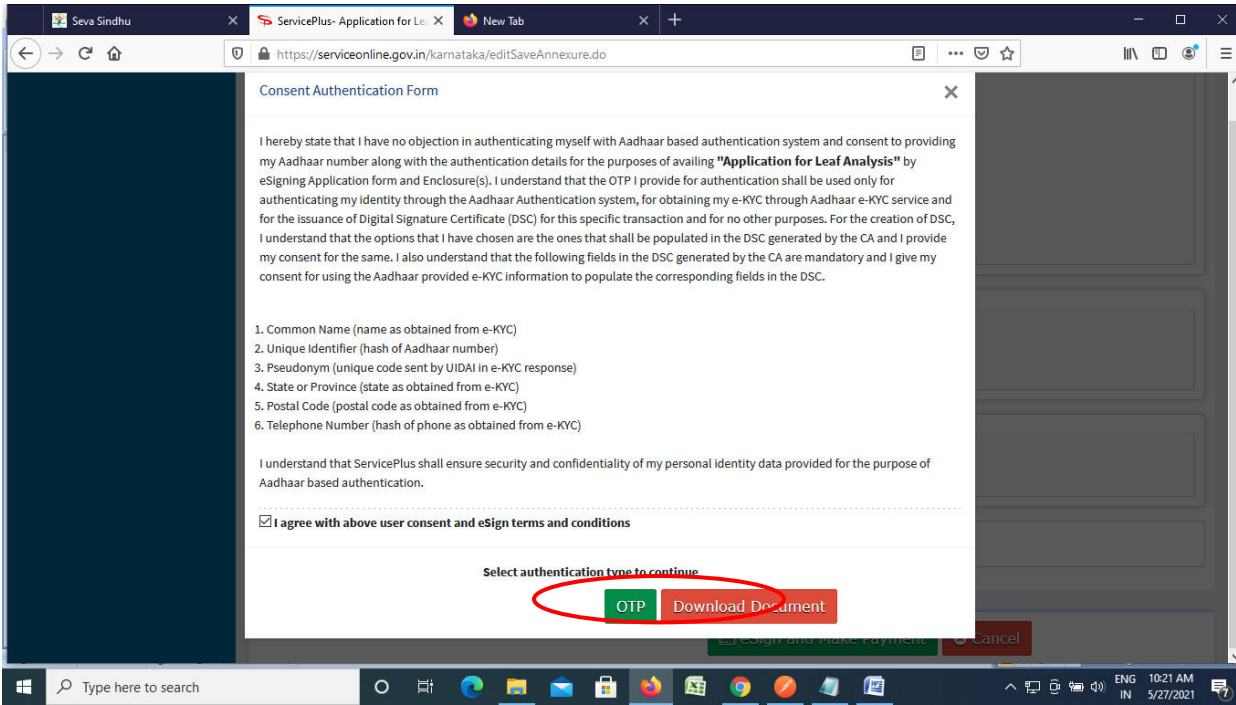 Seva Sindhu
ServicePlus- Application for Le
New Tab
https://serviceonline.gov.in/karnataka/editSaveAnnexure.do
Consent Authentication Form
I hereby state that I have no objection in authenticating myself with Aadhaar based authentication system and consent to providing
my Aadhaar number along with the authentication details for the purposes of availing "Application for Leaf Analysis" by
eSigning Application form and Enclosure(s). I understand that the OTP I provide for authentication shall be used only for
authenticating my identity through the Aadhaar Authentication system, for obtaining my e-KYC through Aadhaar e-KYC service and
for the issuance of Digital Signature Certificate (DSC) for this specific transaction and for no other purposes. For the creation of DSC,
I understand that the options that I have chosen are the ones that shall be populated in the DSC generated by the CA and I provide
my consent for the same. I also understand that the following fields in the DSC generated by the CA are mandatory and I give my
consent for using the Aadhaar provided e-KYC information to populate the corresponding fields in the DSC.
1. Common Name (name as obtained from e-KYC)
2. Unique Identifier (hash of Aadhaar number)
3. Pseudonym (unique code sent by UIDAI in e-KYC response)
4. State or Province (state as obtained from e-KYC)
5. Postal Code (postal code as obtained from e-KYC)
6. Telephone Number (hash of phone as obtained from e-KYC)
I understand that ServicePlus shall ensure security and confidentiality of my personal identity data provided for the purpose of
Aadhaar based authentication.
I agree with above user consent and eSign terms and conditions
Select authentication type to continue
OTP
Download Document
eSign and Make Payment
Cancel
Type here to search
ENG
IN
10:21 AM
5/27/2021